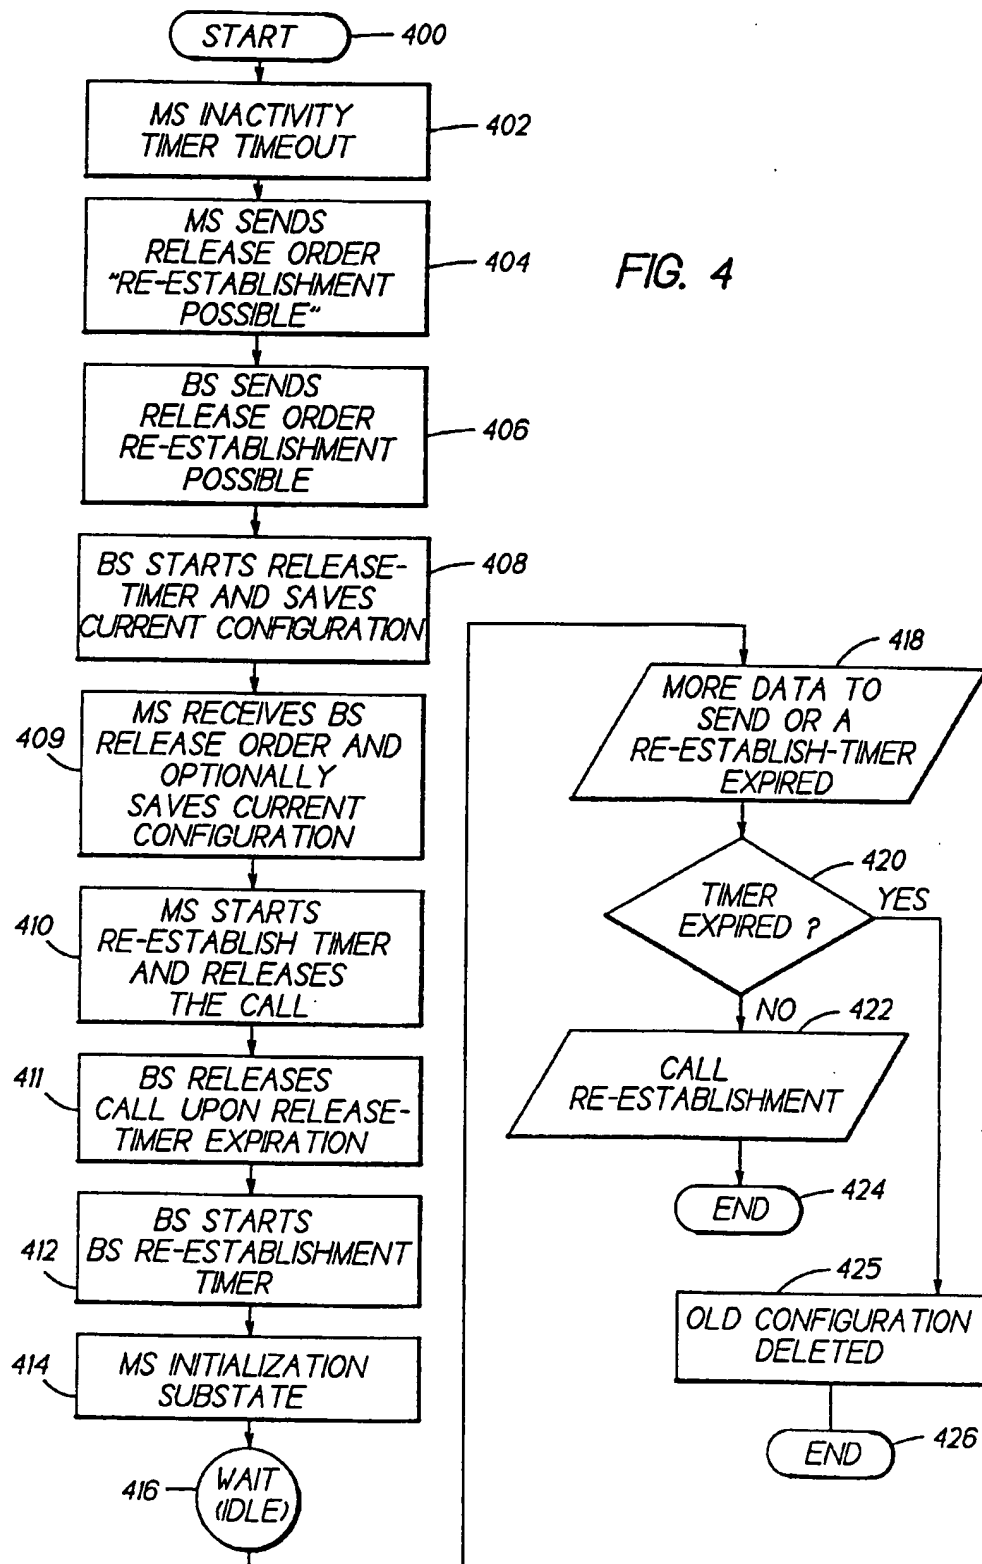 START
400
MS INACTIVITY
TIMER TIMEOUT
402
MS SENDS
RELEASE ORDER
"RE-ESTABLISHMENT
POSSIBLE"
404
FIG. 4
BS SENDS
RELEASE ORDER
RE-ESTABLISHMENT
POSSIBLE
406
BS STARTS RELEASE-
TIMER AND SAVES
CURRENT CONFIGURATION
408
409
MS RECEIVES BS
RELEASE ORDER AND
OPTIONALLY
SAVES CURRENT
CONFIGURATION
410
MS STARTS
RE-ESTABLISH TIMER
AND RELEASES
THE CALL
411
BS RELEASES
CALL UPON RELEASE-
TIMER EXPIRATION
412
BS STARTS
BS RE-ESTABLISHMENT
TIMER
414
MS INITIALIZATION
SUBSTATE
416
WAIT
(IDLE)
418
MORE DATA TO
SEND OR A
RE-ESTABLISH-TIMER
EXPIRED
420
TIMER
EXPIRED ?
YES
NO
422
CALL
RE-ESTABLISHMENT
END
424
425
OLD CONFIGURATION
DELETED
END
426